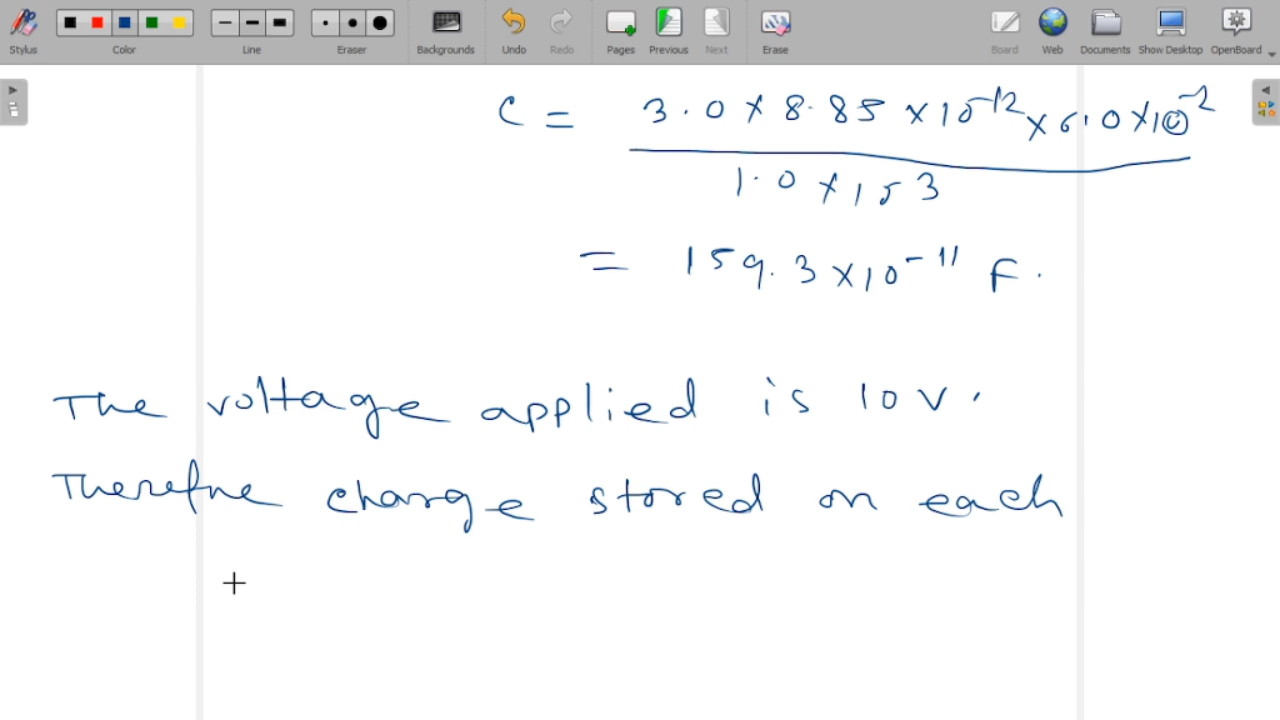 Stylus
Color
Line
Eraser
Backgrounds
Undo
Redo
Pages
Previous
Next
Erase
Board
Web
Documents
Show Desktop
OpenBoard
C = 3.0 × 8.85 × 10^-12 × 6.0 × 10^-2
1.0 × 10^-3
= 159.3 × 10^-11 F.
The voltage applied is 10 V.
Therefore charge stored on each